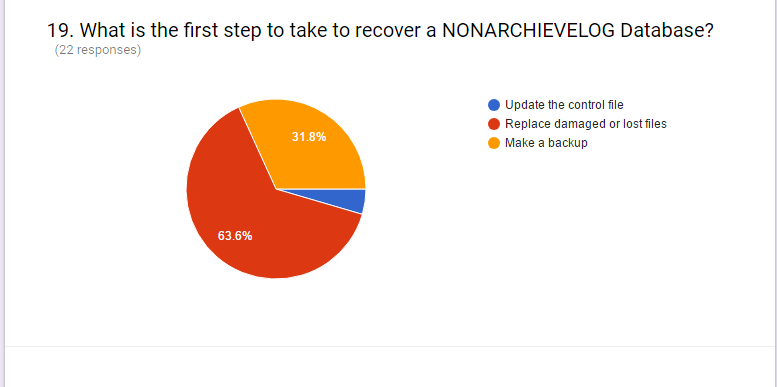 19. What is the first step to take to recover a NONARCHIEVELOG Database?
(22 responses)
Update the control file
Replace damaged or lost files
Make a backup
31.8%
63.6%